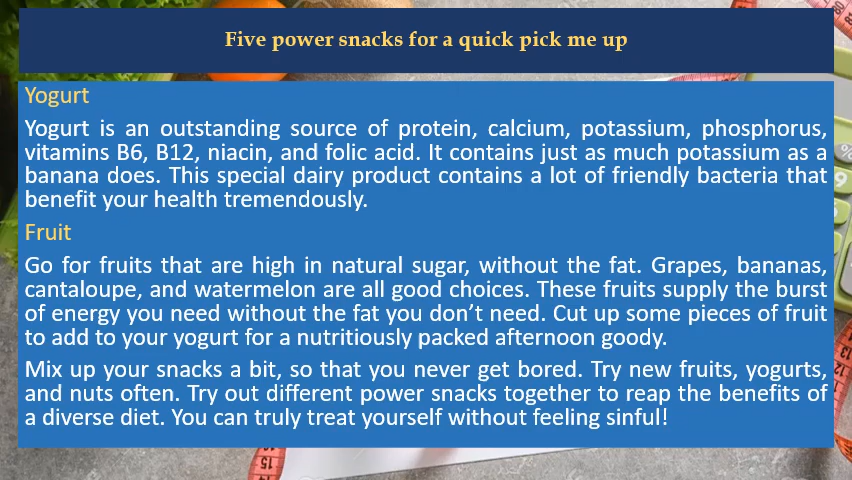 Five power snacks for a quick pick me up
Yogurt
Yogurt is an outstanding source of protein, calcium, potassium, phosphorus,
vitamins B6, B12, niacin, and folic acid. It contains just as much potassium as a
banana does. This special dairy product contains a lot of friendly bacteria that
benefit your health tremendously.
Fruit
Go for fruits that are high in natural sugar, without the fat. Grapes, bananas,
cantaloupe, and watermelon are all good choices. These fruits supply the burst
of energy you need without the fat you don’t need. Cut up some pieces of fruit
to add to your yogurt for a nutritiously packed afternoon goody.
Mix up your snacks a bit, so that you never get bored. Try new fruits, yogurts,
and nuts often. Try out different power snacks together to reap the benefits of
a diverse diet. You can truly treat yourself without feeling sinful!
15